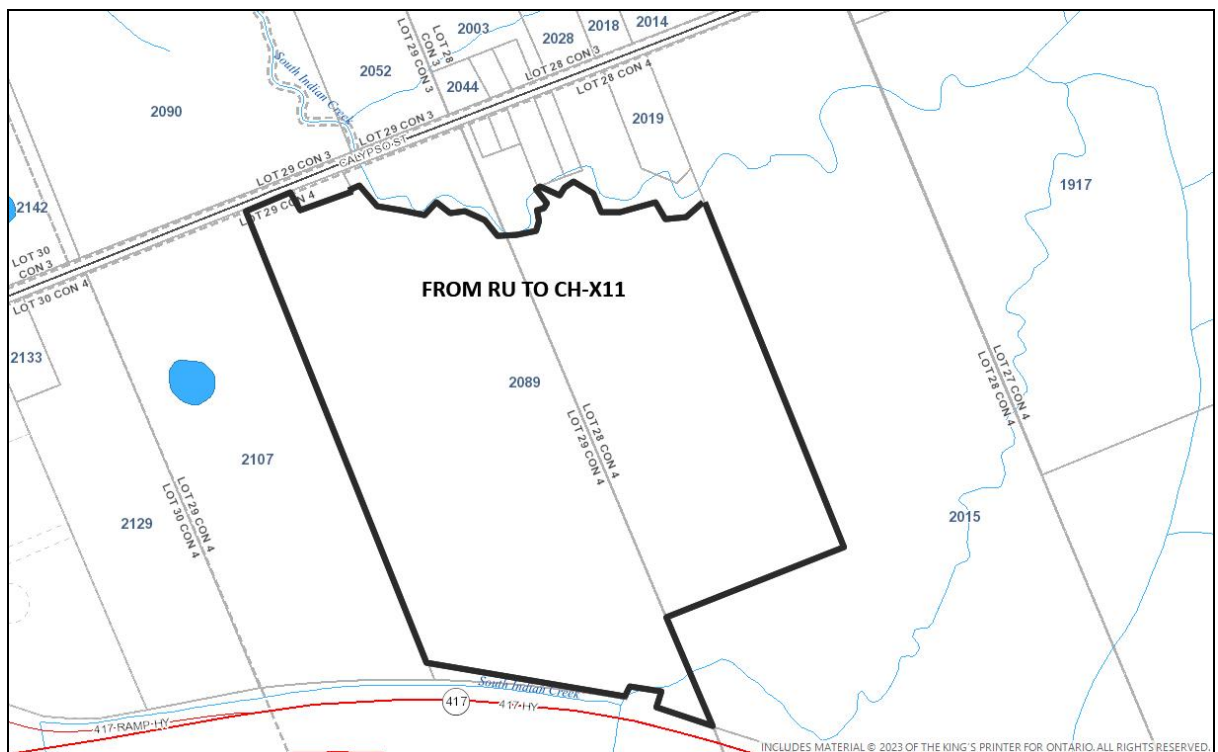 2003
2018
2014
2028
LOT 28
CON 3
LOT 29 CON 3
LOT 28 CON 3
LOT 28 CON 4
2052
2044
South Indian
Creek
2090
LOT 29 CON 3
CALYPSO ST
LOT 29 CON 3
LOT 29 CON 4
2019
1917
2142
LOT 30
CON 3
LOT 30 CON 4
FROM RU TO CH-X11
2133
2089
LOT 27 CON 4
LOT 28 CON 4
LOT 28 CON 4
LOT 29 CON 4
2107
LOT 29 CON 4
LOT 30 CON 4
2129
2015
South Indian Creek
417
417-RAMP-HY
417-HY
INCLUDES MATERIAL © 2023 OF THE KING'S PRINTER FOR ONTARIO. ALL RIGHTS RESERVED.